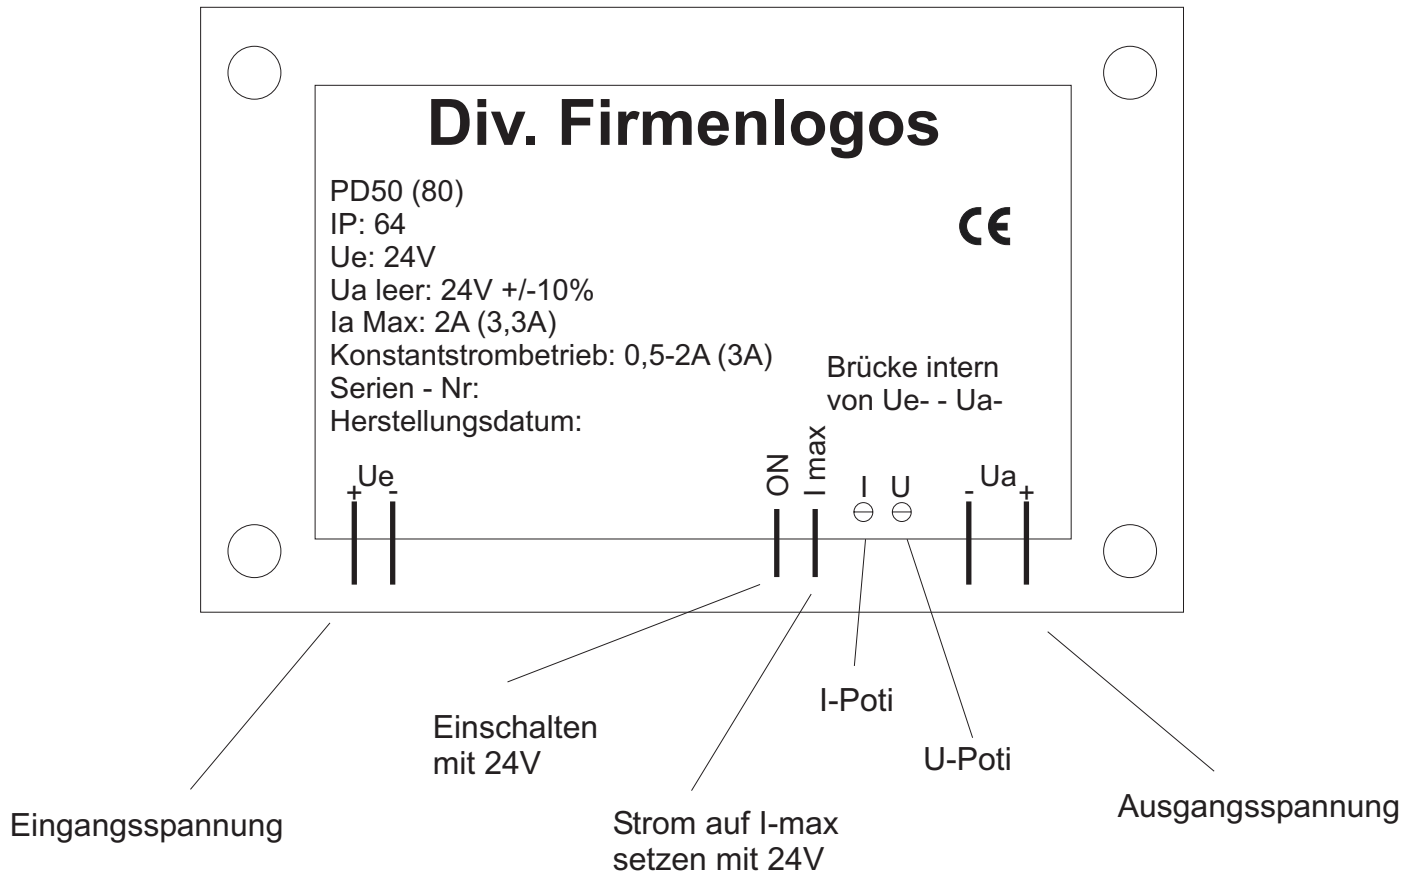 Div. Firmenlogos
PD50 (80)
IP: 64
Ue: 24V
Ua leer: 24V +/-10%
Ia Max: 2A (3,3A)
Konstantstrombetrieb: 0,5-2A (3A)
Serien - Nr:
Herstellungsdatum:
CE
Brücke intern
von Ue- - Ua-
Ue
+ -
ON
I max
I U
Ua
- +
Eingangsspannung
Einschalten
mit 24V
Strom auf I-max
setzen mit 24V
I-Poti
U-Poti
Ausgangsspannung